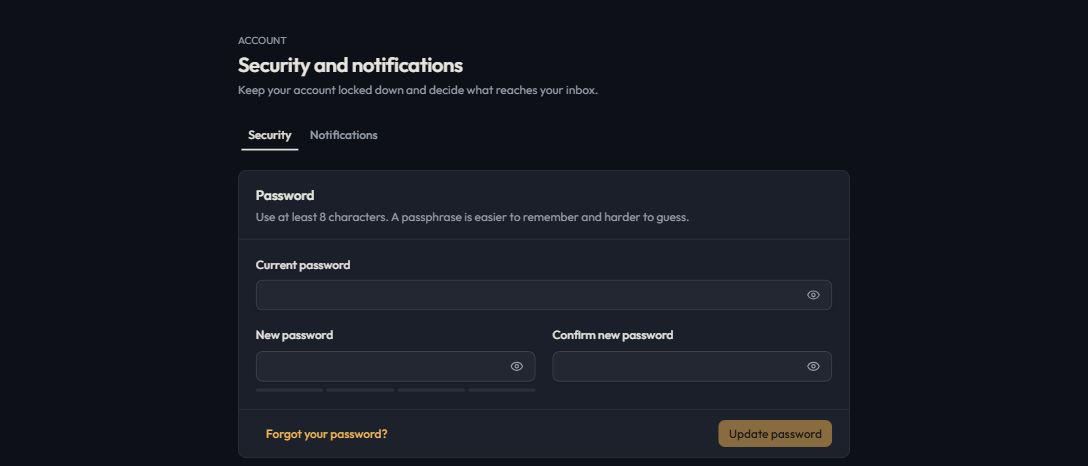 ACCOUNT
Security and notifications
Keep your account locked down and decide what reaches your inbox.
Security Notifications
Password
Use at least 8 characters. A passphrase is easier to remember and harder to guess.
Current password
New password Confirm new password
Forgot your password? Update password